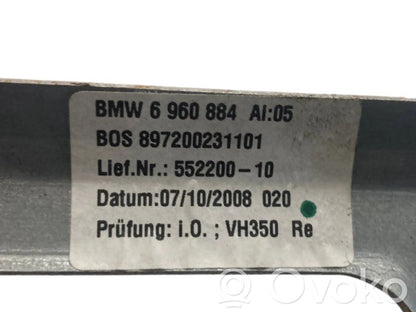 BMW 6 960 884 AI:05
BOS 897200231101
Lief.Nr.: 552200-10
Datum:07/10/2008 020
Prüfung: i.O. ; VH350 Re
Ovoko